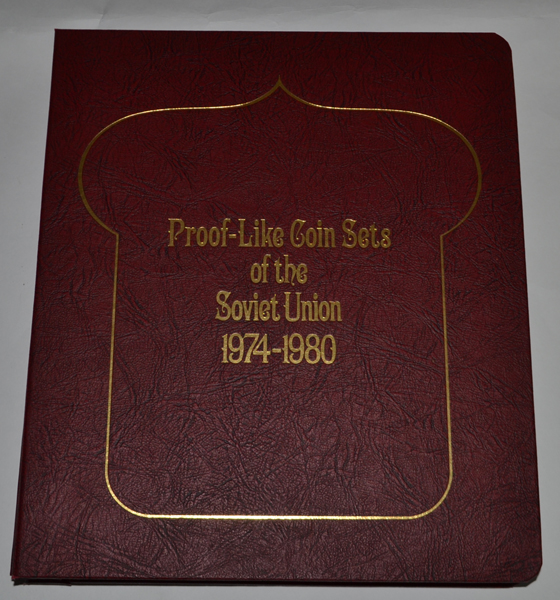 Proof-Like Coin Sets
of the
Soviet Union
1974-1980